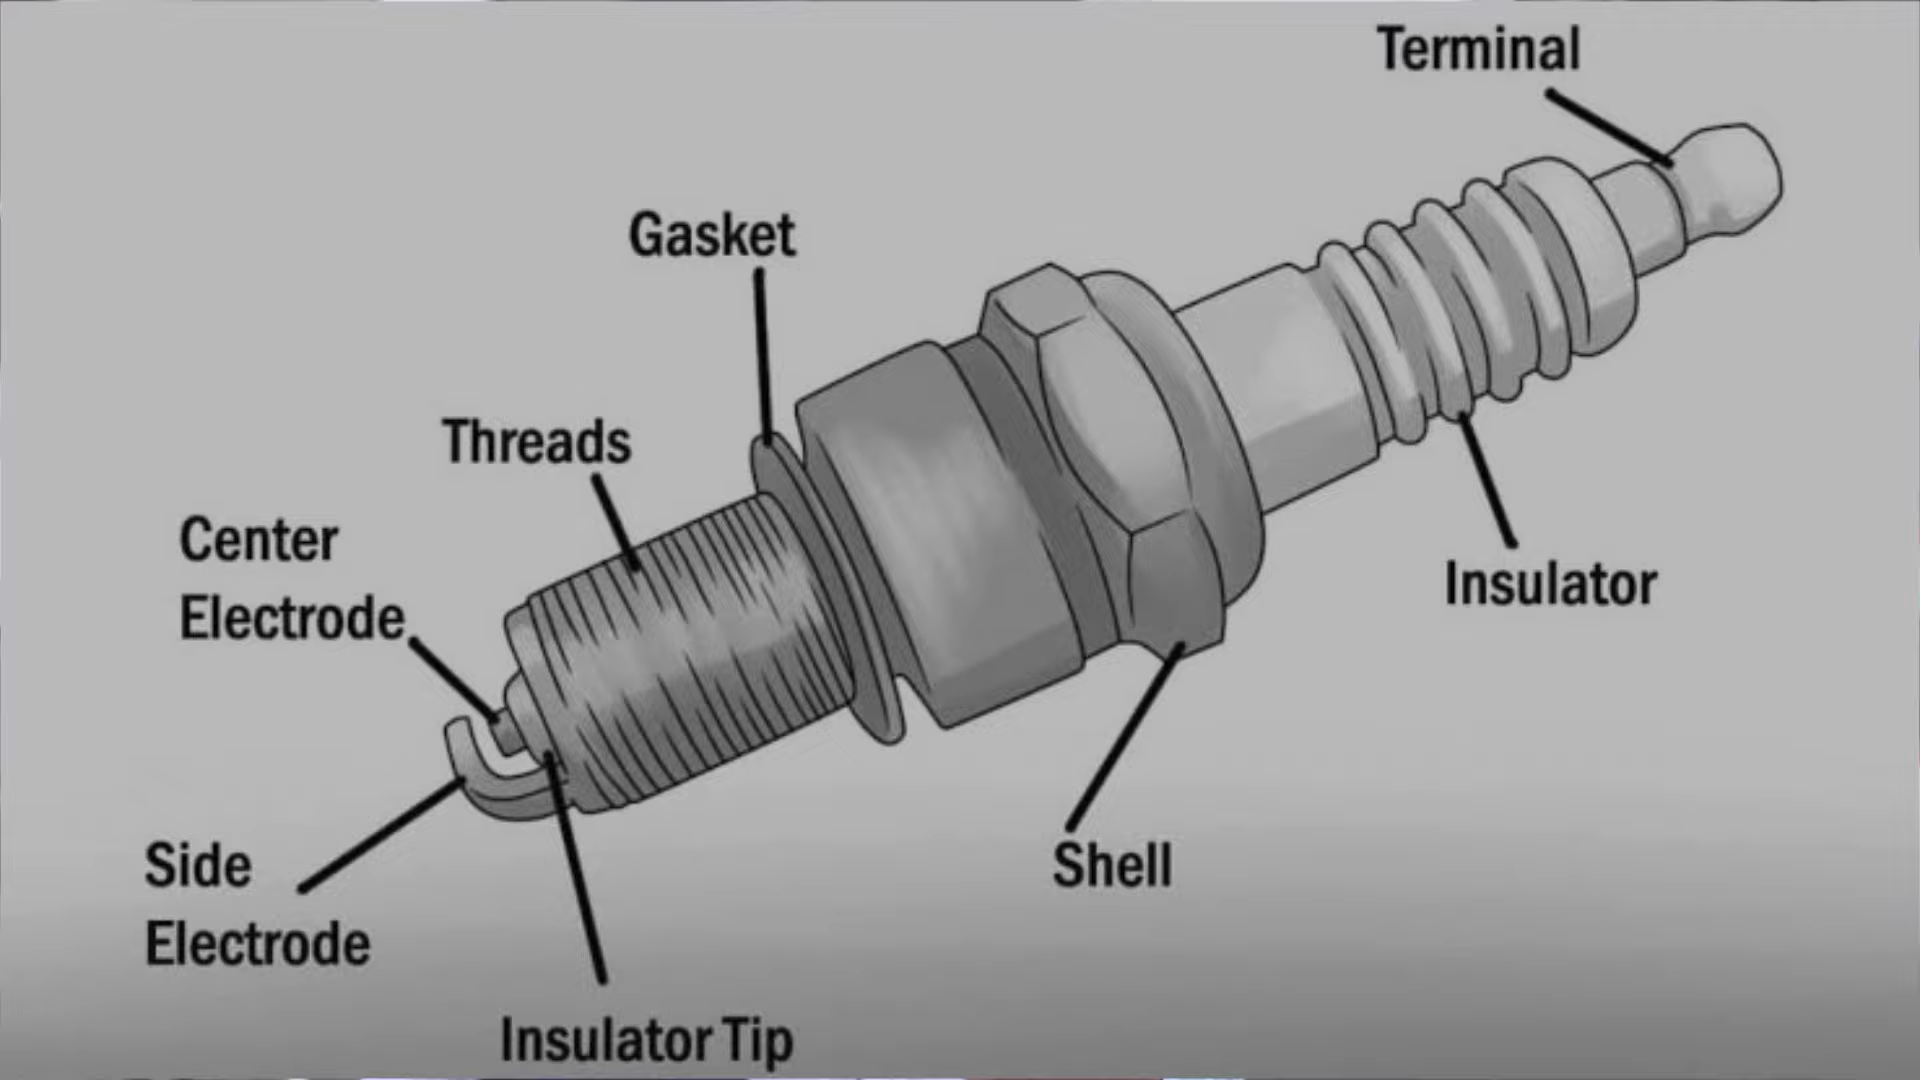 Terminal
Gasket
Threads
Center
Electrode
Insulator
Side
Electrode
Shell
Insulator Tip